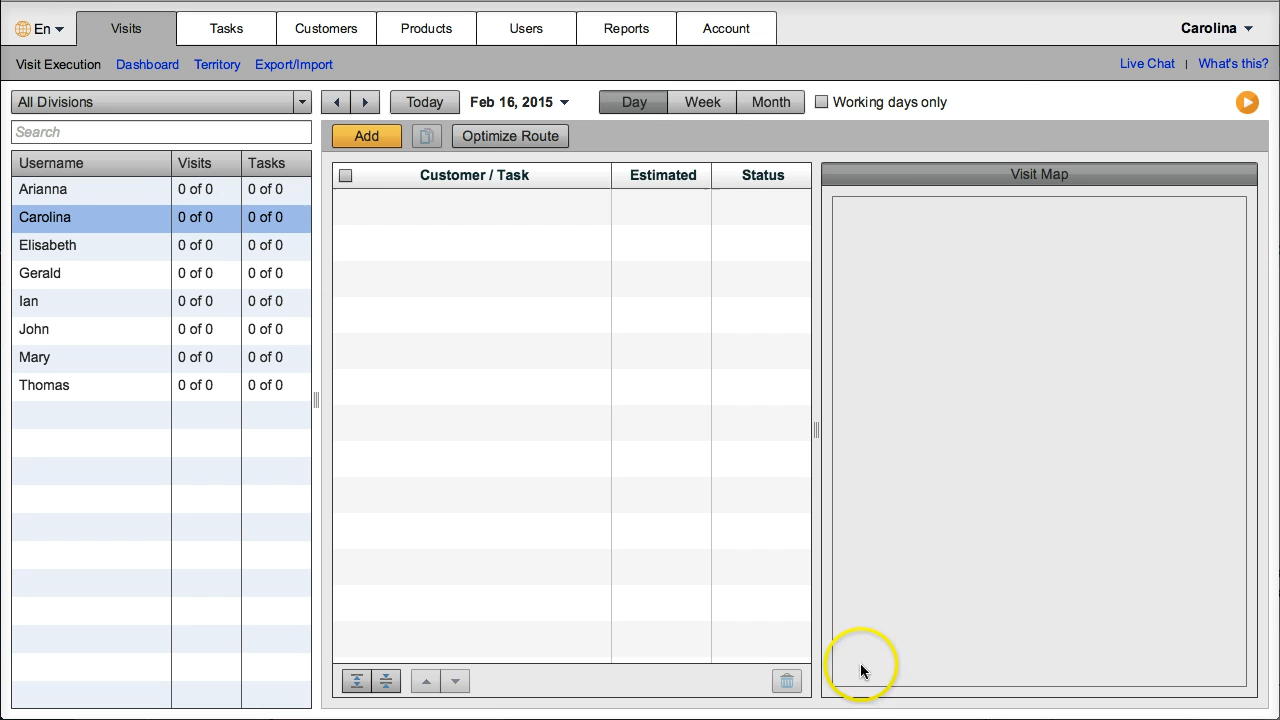 En Visits Tasks Customers Products Users Reports Account Carolina
Visit Execution Dashboard Territory Export/Import Live Chat | What's this?
All Divisions Today Feb 16, 2015 Day Week Month Working days only
Search Add Optimize Route
Username Visits Tasks Customer / Task Estimated Status Visit Map
Arianna 0 of 0 0 of 0
Carolina 0 of 0 0 of 0
Elisabeth 0 of 0 0 of 0
Gerald 0 of 0 0 of 0
Ian 0 of 0 0 of 0
John 0 of 0 0 of 0
Mary 0 of 0 0 of 0
Thomas 0 of 0 0 of 0